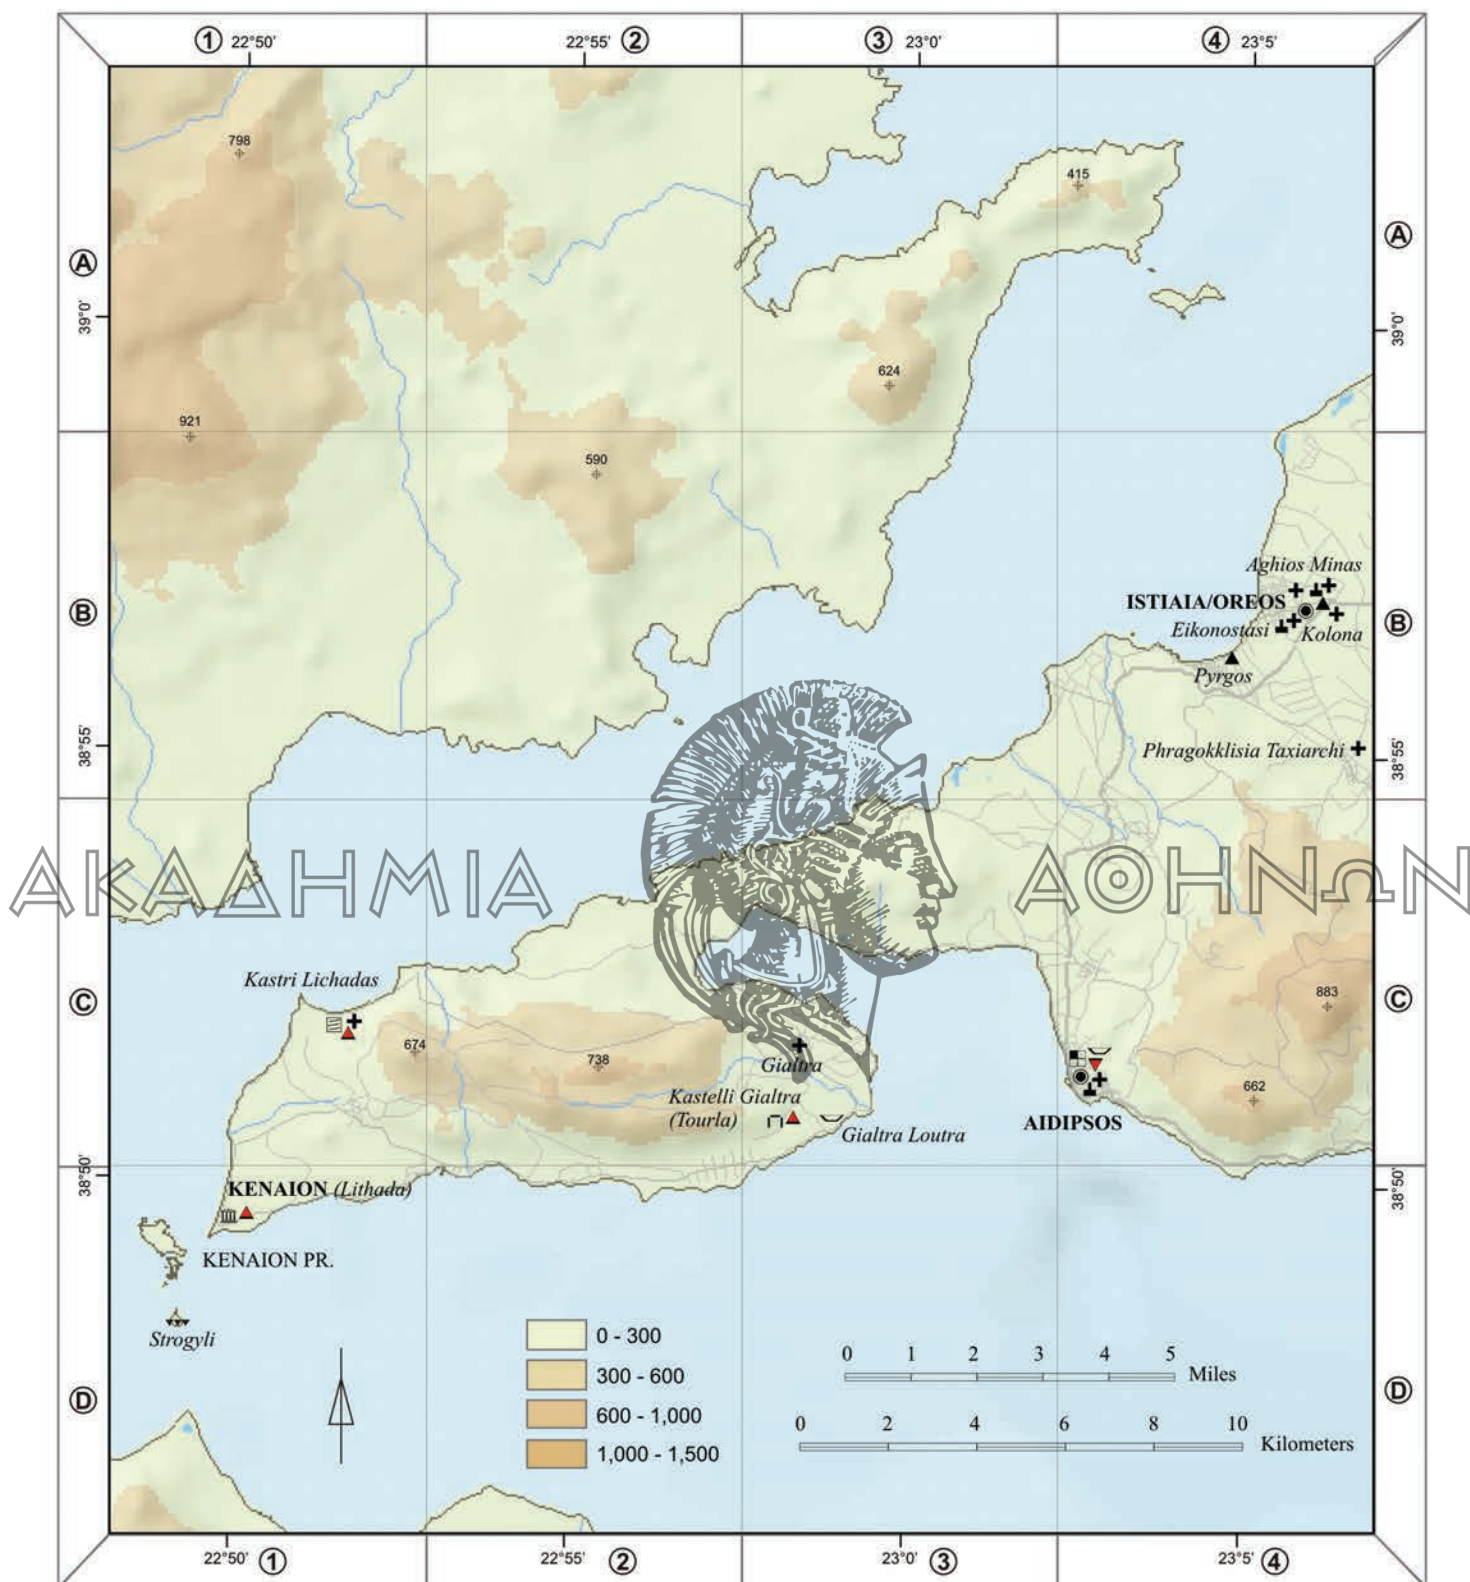 ① 22°50' 22°55' ② ③ 23°0' ④ 23°5'
798
415
Ⓐ Ⓐ
39°0' 39°0'
624
921
590
Aghios Minas
ISTIAIA/OREOS
Ⓑ Ⓑ
Eikonostasi Kolona
Pyrgos
38°55' Phragokklisia Taxiarchi 38°55'
ΑΚΑΔΗΜΙΑ ΑΘΗΝΩΝ
Kastri Lichadas
Ⓒ 883 Ⓒ
674 738 Gialtra
Kastelli Gialtra 662
(Tourla)
Gialtra Loutra AIDIPSOS
38°50' 38°50'
KENAION (Lithada)
KENAION PR.
Strogyli
0 - 300
300 - 600
600 - 1,000
1,000 - 1,500
0 1 2 3 4 5
Miles
Ⓓ Ⓓ
0 2 4 6 8 10
Kilometers
22°50' ① 22°55' ② 23°0' ③ 23°5' ④